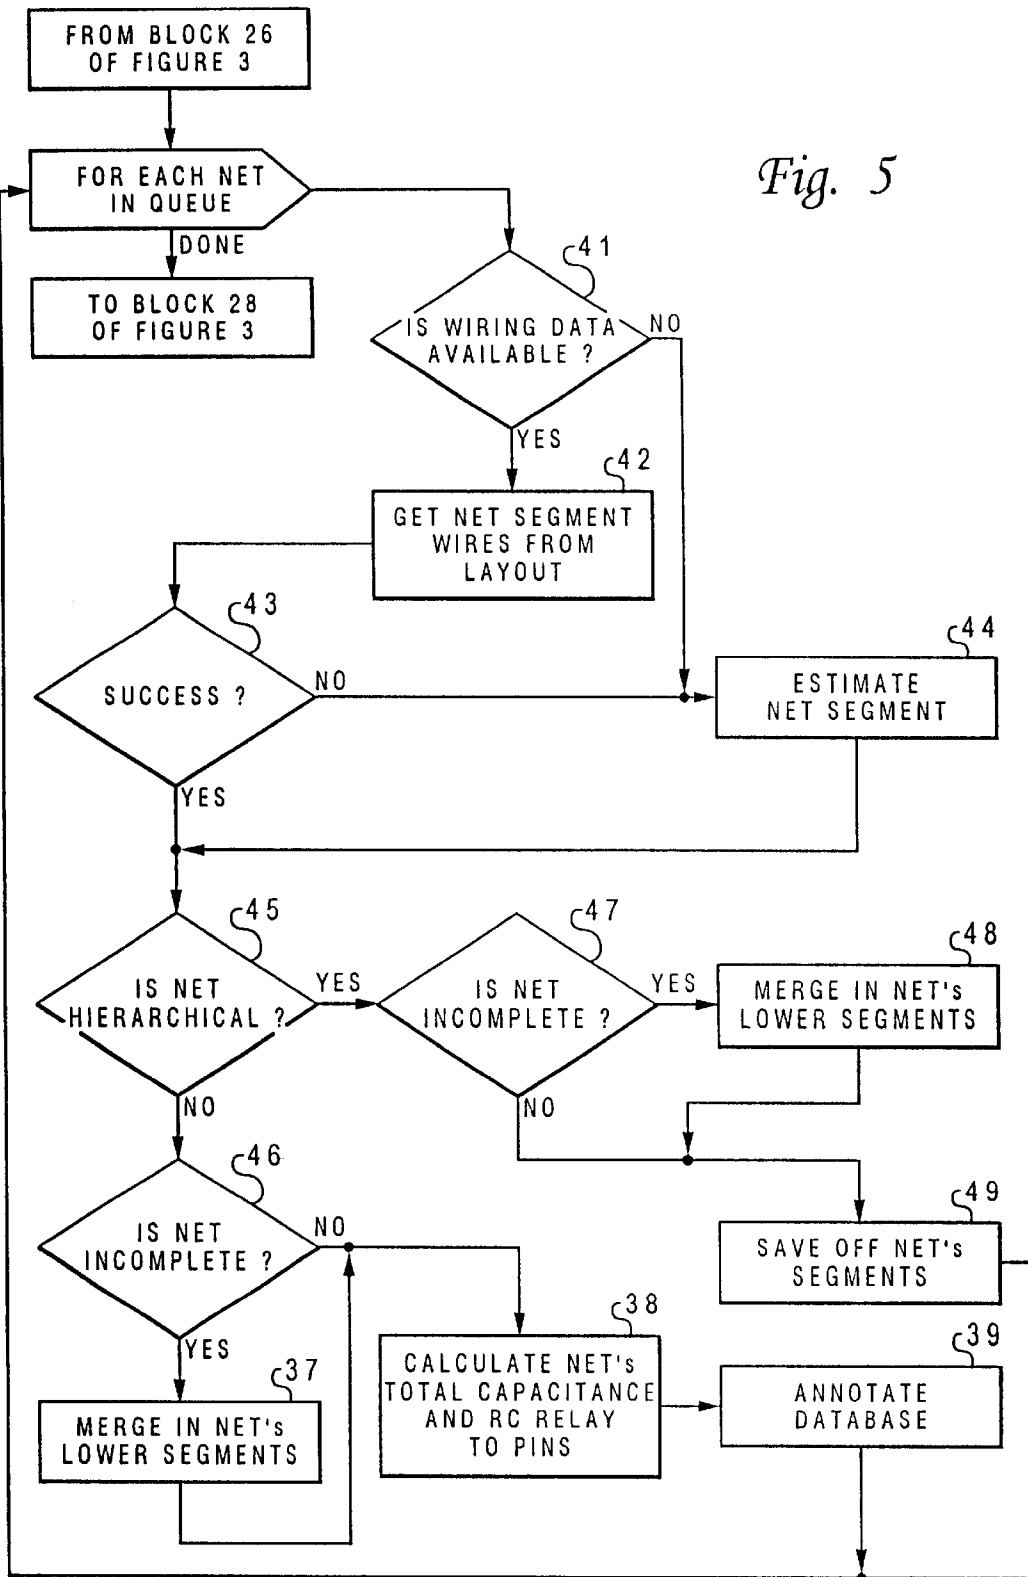 FROM BLOCK 26
OF FIGURE 3
Fig. 5
FOR EACH NET
IN QUEUE
DONE
TO BLOCK 28
OF FIGURE 3
41
IS WIRING DATA
AVAILABLE ?
NO
YES
42
GET NET SEGMENT
WIRES FROM
LAYOUT
43
SUCCESS ?
NO
YES
44
ESTIMATE
NET SEGMENT
45
IS NET
HIERARCHICAL ?
YES
NO
47
IS NET
INCOMPLETE ?
YES
NO
48
MERGE IN NET's
LOWER SEGMENTS
46
IS NET
INCOMPLETE ?
NO
YES
49
SAVE OFF NET's
SEGMENTS
37
MERGE IN NET's
LOWER SEGMENTS
38
CALCULATE NET's
TOTAL CAPACITANCE
AND RC RELAY
TO PINS
39
ANNOTATE
DATABASE